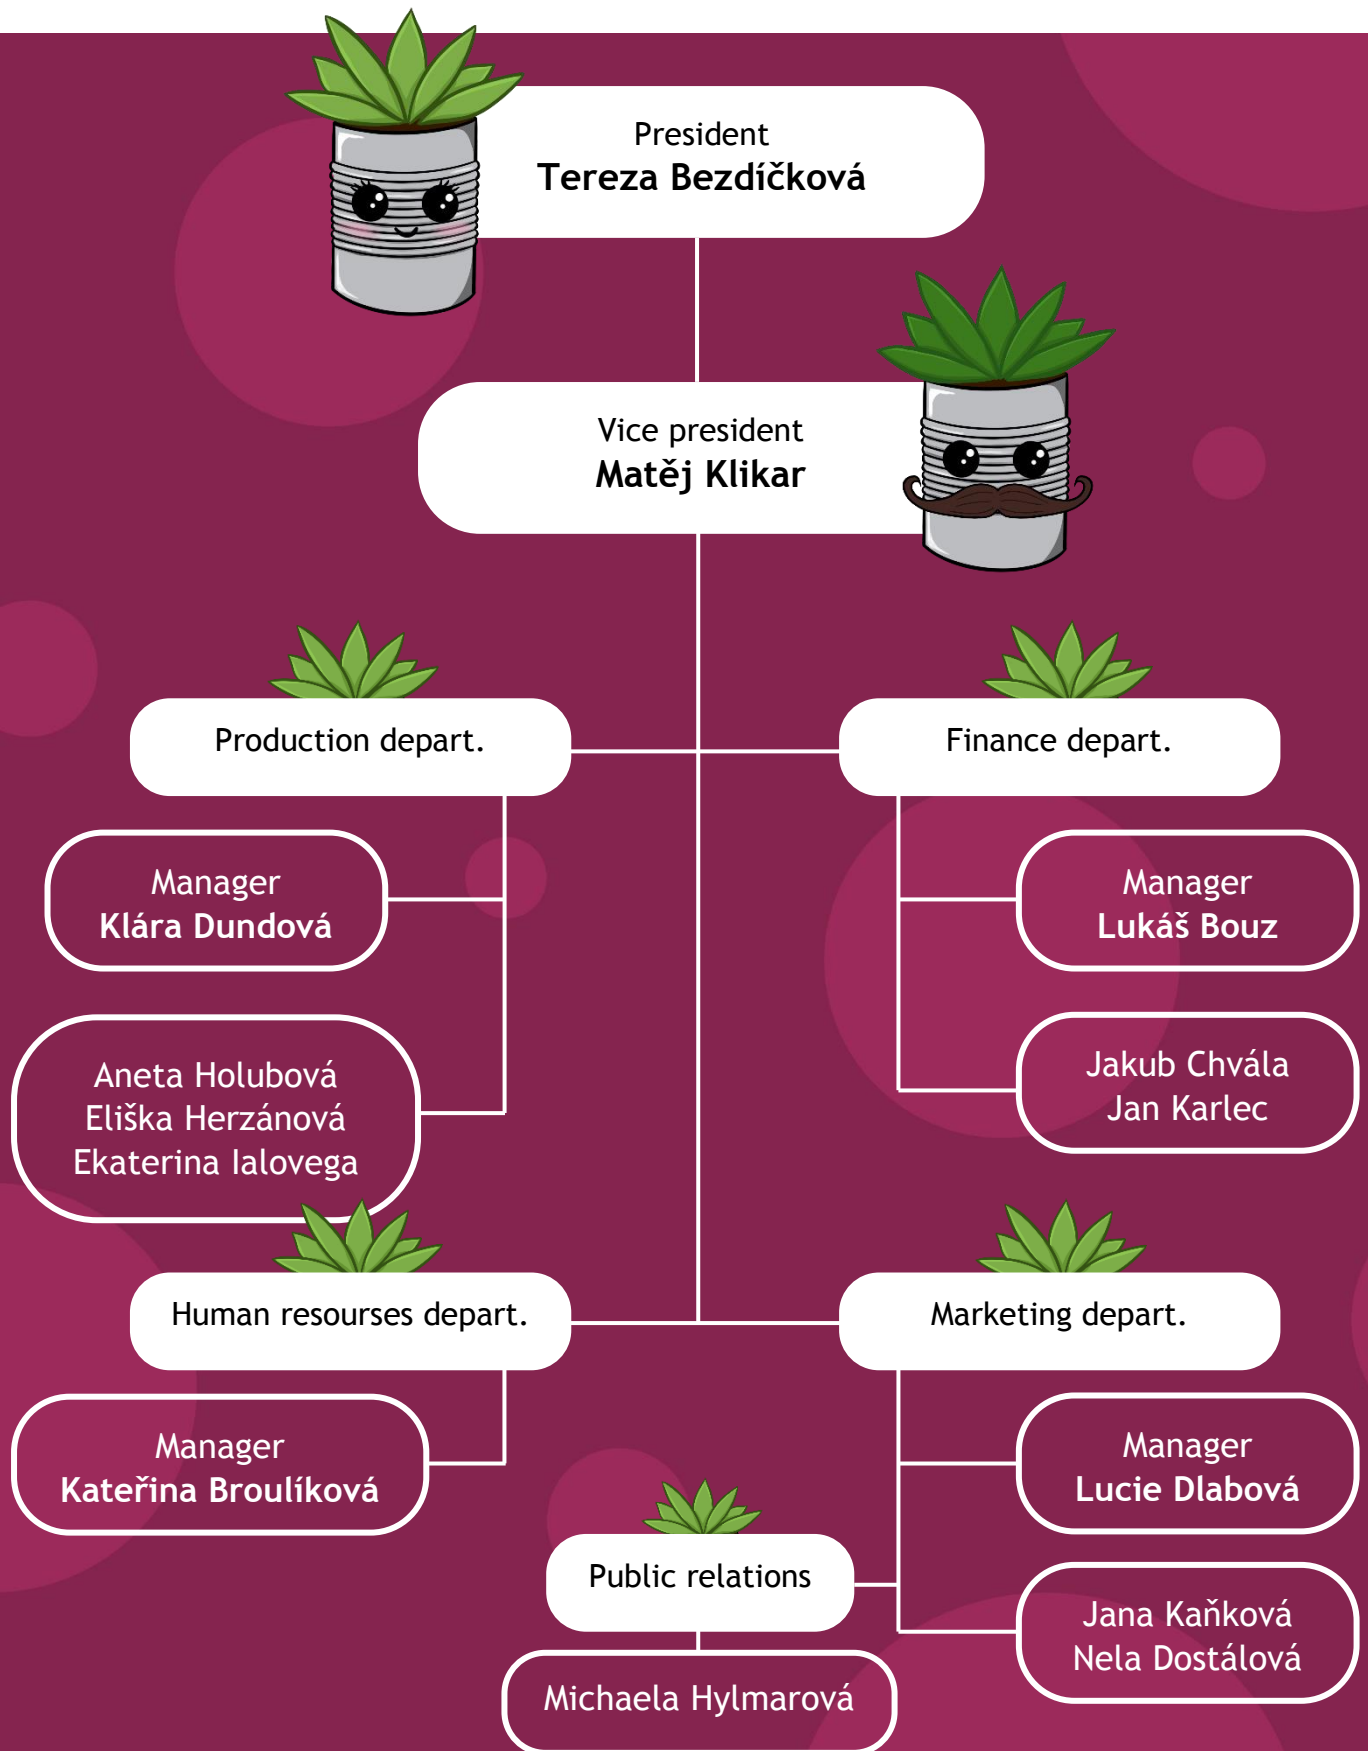 President
Tereza Bezdíčková
Vice president
Matěj Klikar
Production depart.
Finance depart.
Manager
Klára Dundová
Manager
Lukáš Bouz
Aneta Holubová
Eliška Herzánová
Ekaterina Ialovega
Jakub Chvála
Jan Karlec
Human resourses depart.
Marketing depart.
Manager
Kateřina Broulíková
Manager
Lucie Dlabová
Public relations
Jana Kaňková
Nela Dostálová
Michaela Hylmarová